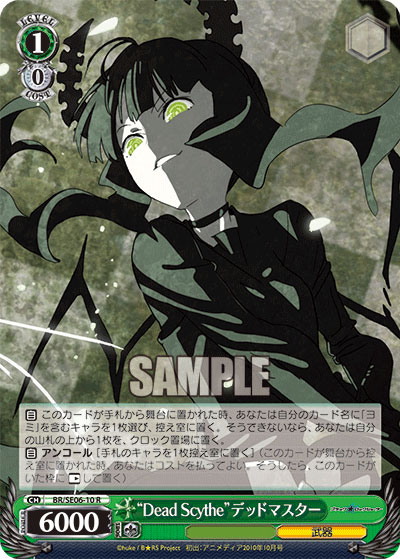 LEVEL
1
0
COST
SAMPLE
自 このカードが手札から舞台に置かれた時、あなたは自分のカード名に「ヨ
ミ」を含むキャラを1枚選び、控え室に置く。そうできないなら、あなたは自分
の山札の上から1枚を、クロック置場に置く。
自 アンコール［手札のキャラを1枚控え室に置く］（このカードが舞台から控
え室に置かれた時、あなたはコストを払ってよい。そうしたら、このカードが
いた枠に レスト して置く）
CH
BR/SE06-10 R
"Dead Scythe"デッドマスター
6000
武器
©huke / B★RS Project 初出:アニメディア2010年10月号